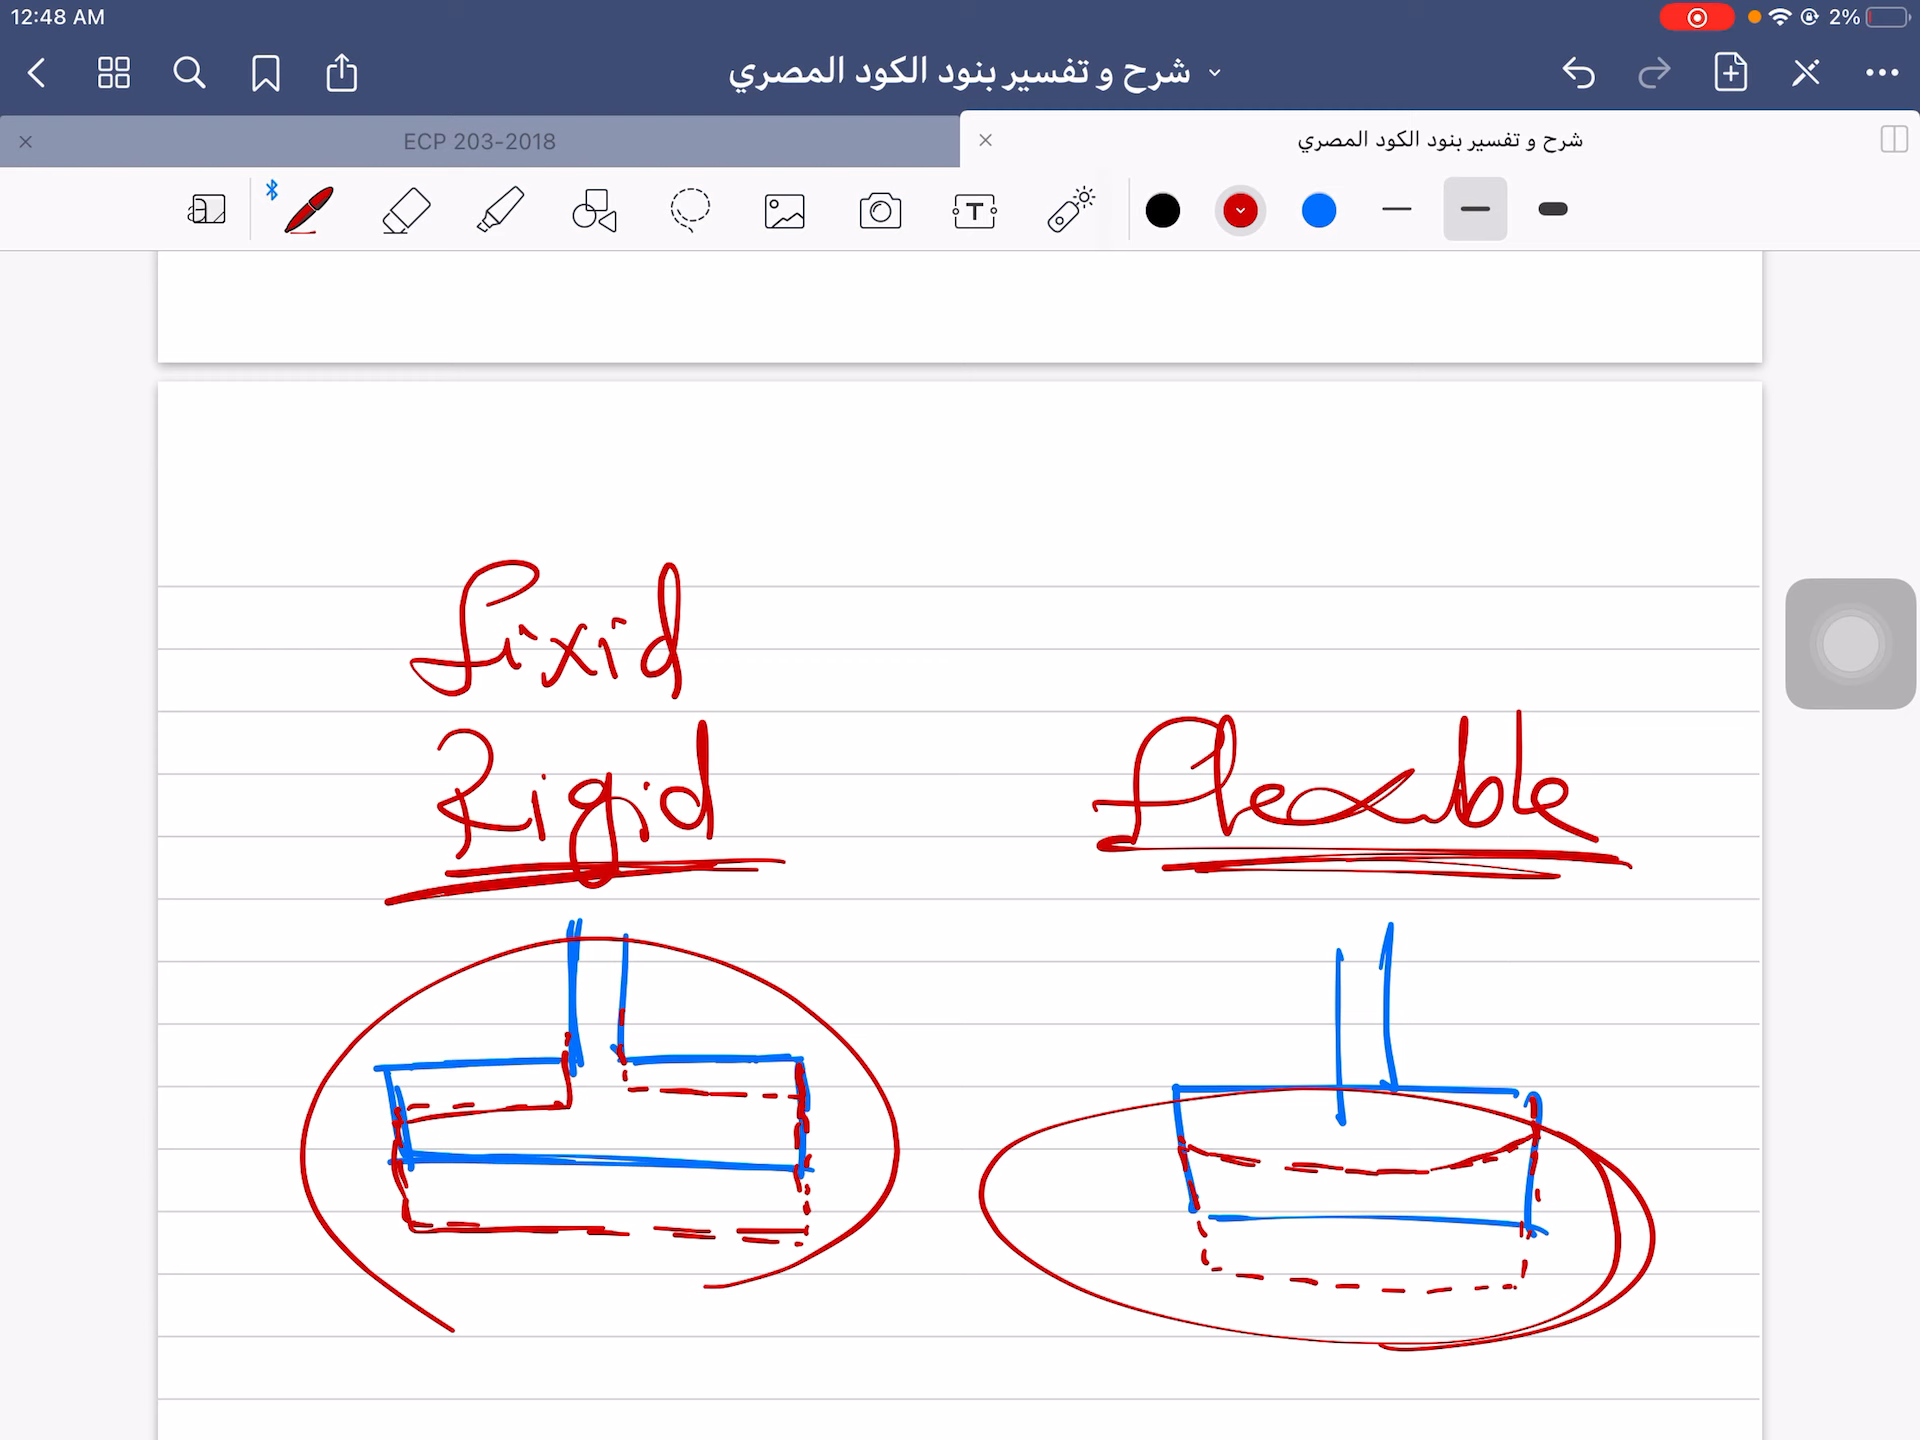 12:48 AM
2%
شرح و تفسير بنود الكود المصري
ECP 203-2018
شرح و تفسير بنود الكود المصري
fixid
Rigid
flexible